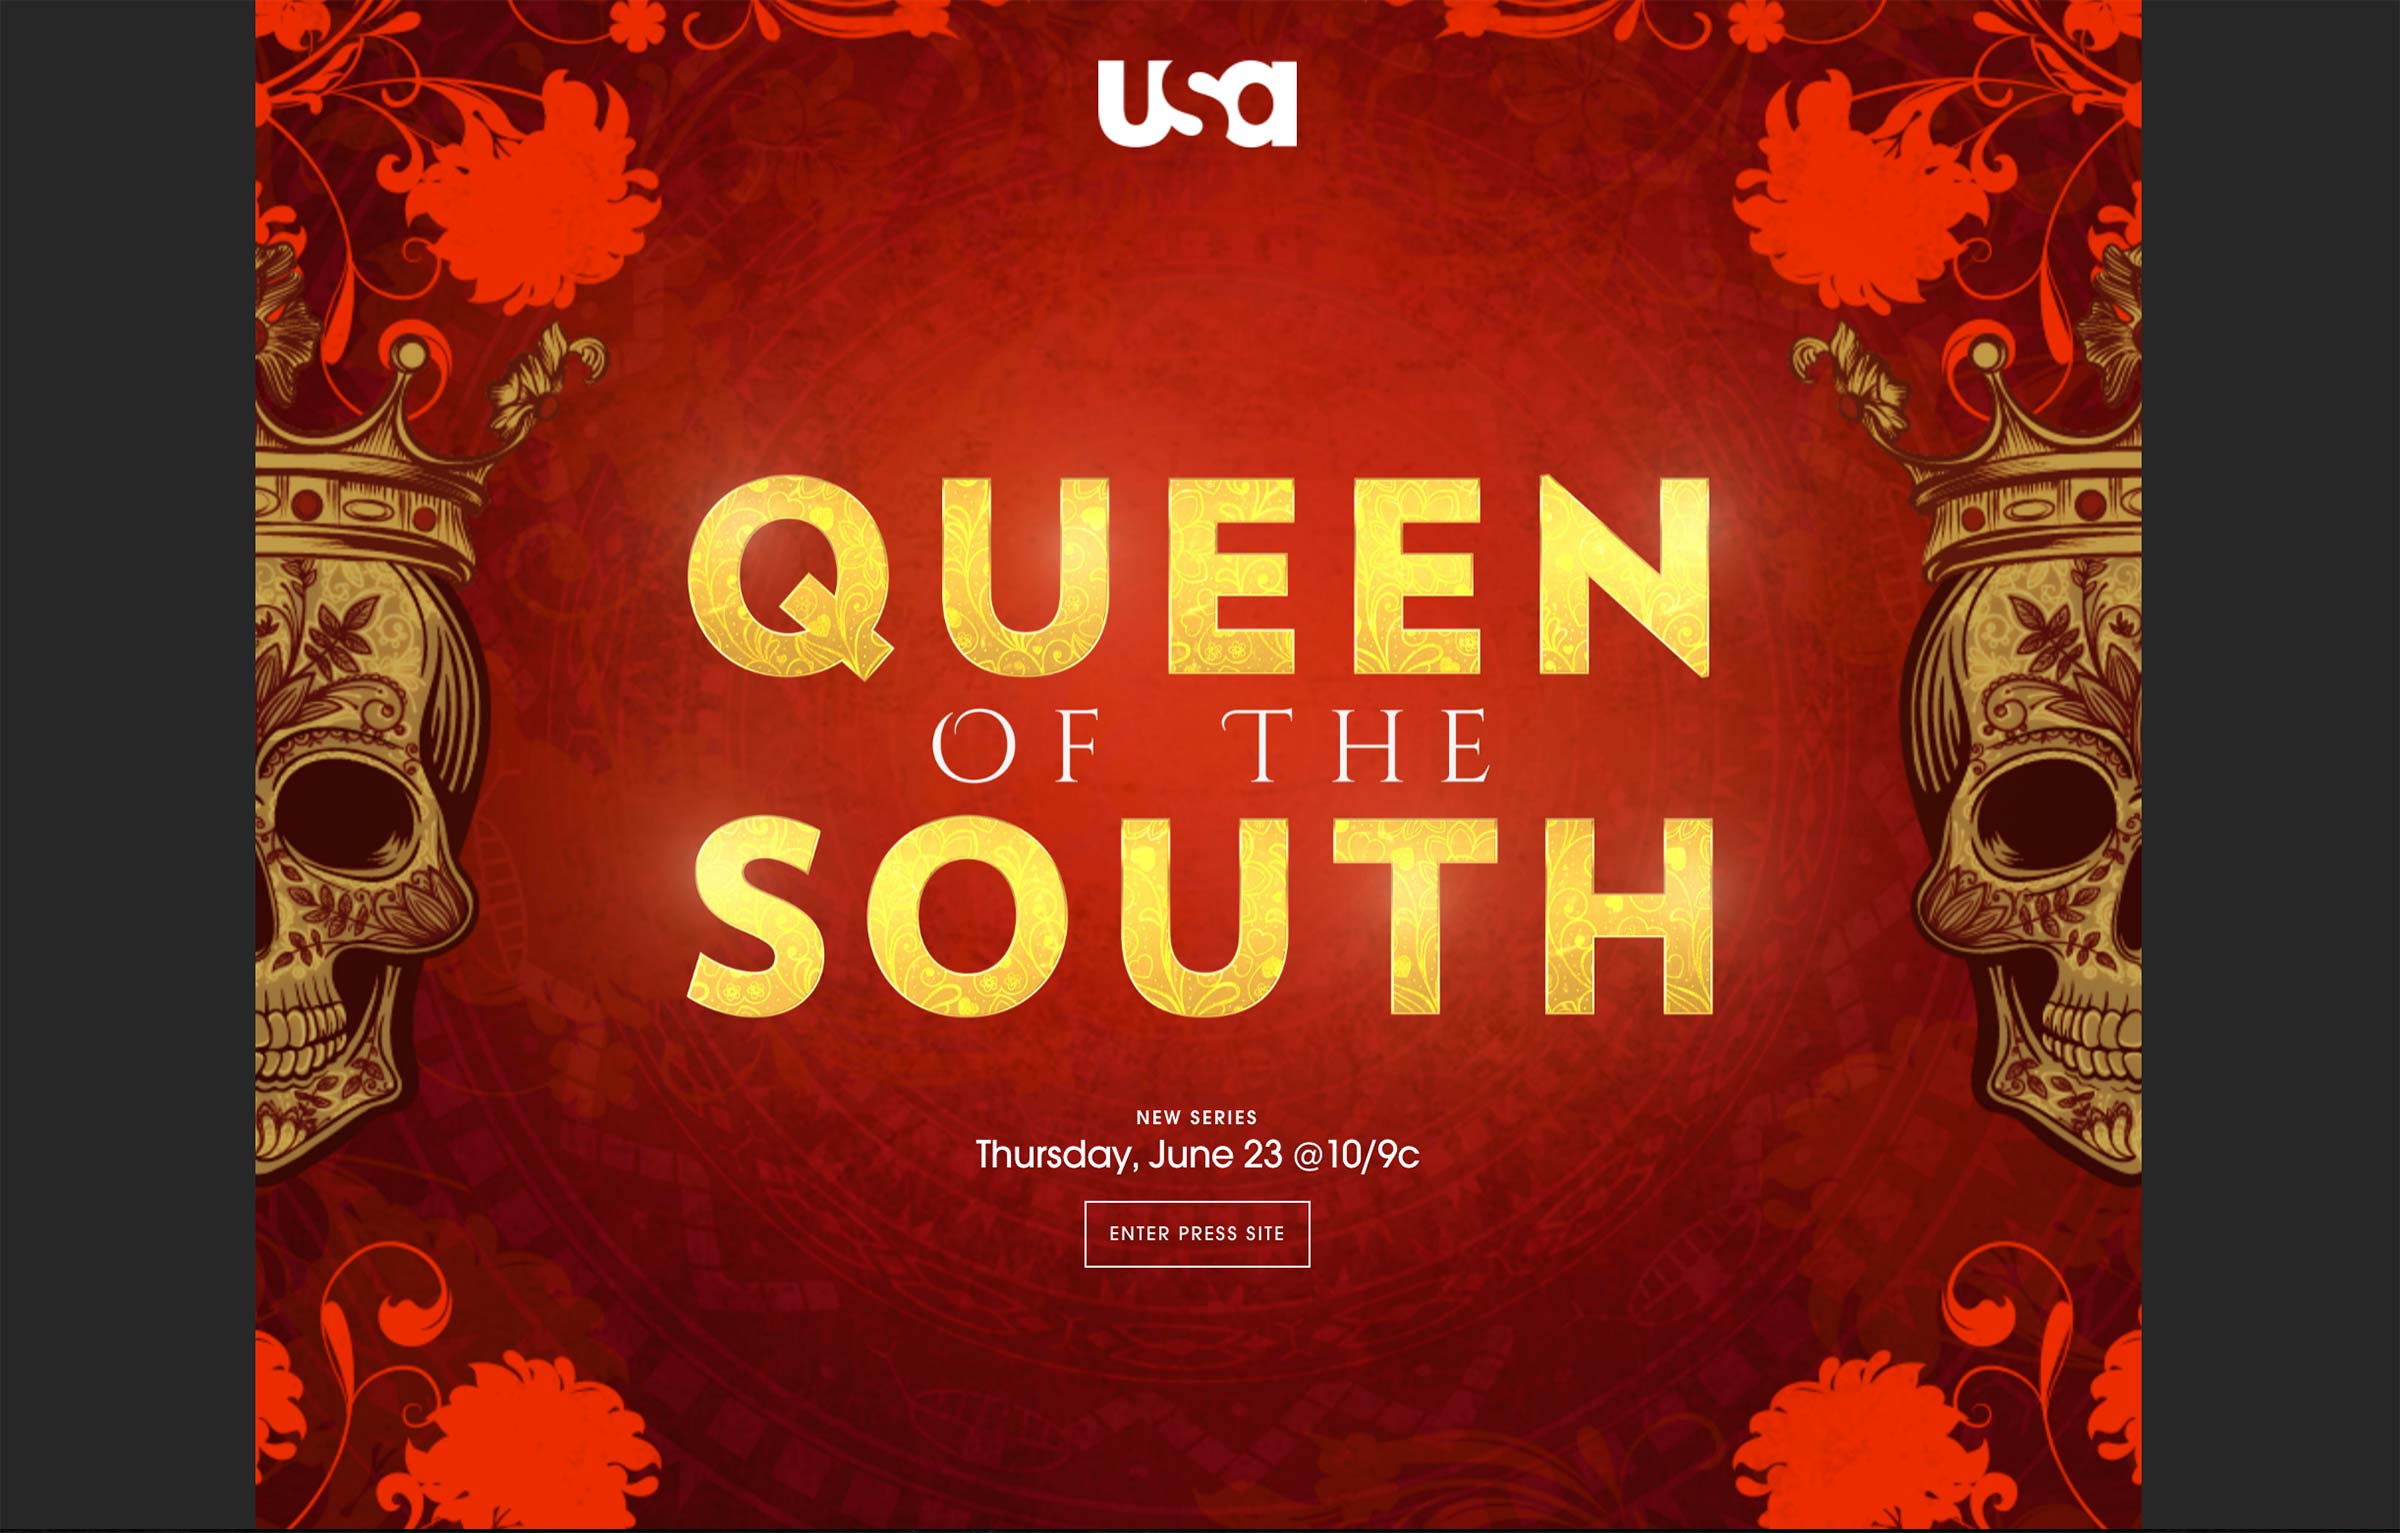 usa
QUEEN
OF THE
SOUTH
NEW SERIES
Thursday, June 23 @10/9c
ENTER PRESS SITE